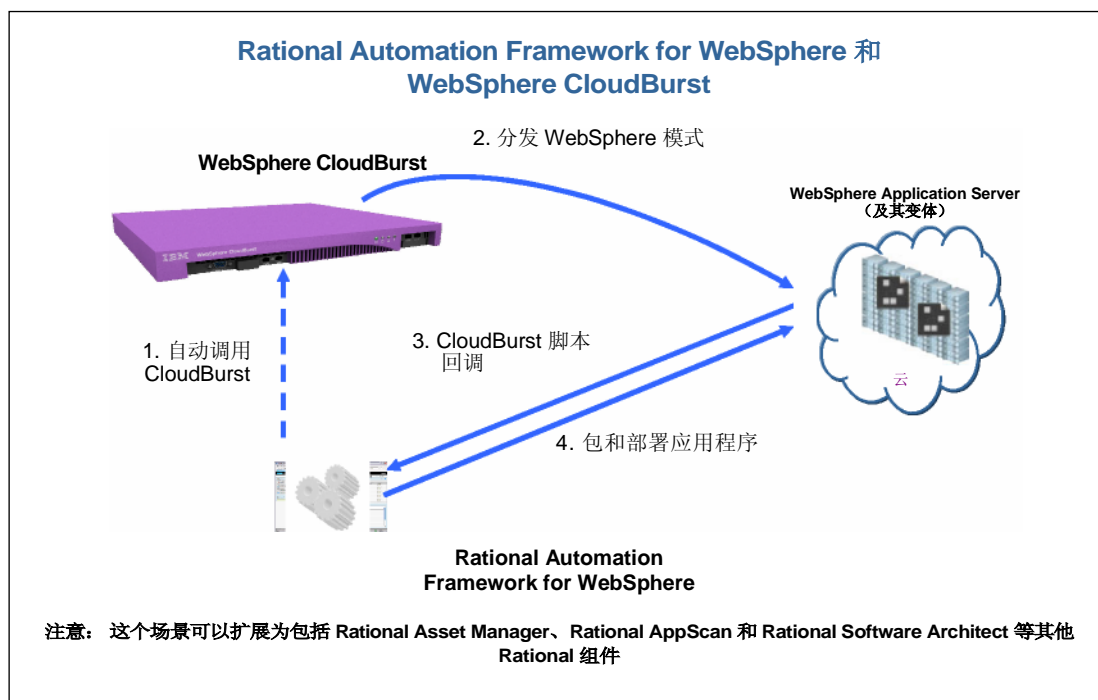 Rational Automation Framework for WebSphere 和
WebSphere CloudBurst
2. 分发 WebSphere 模式
WebSphere CloudBurst
WebSphere Application Server
（及其变体）
IBM WebSphere CloudBurst
1. 自动调用
CloudBurst
3. CloudBurst 脚本
回调
云
4. 包和部署应用程序
Rational Automation
Framework for WebSphere
注意： 这个场景可以扩展为包括 Rational Asset Manager、Rational AppScan 和 Rational Software Architect 等其他
Rational 组件